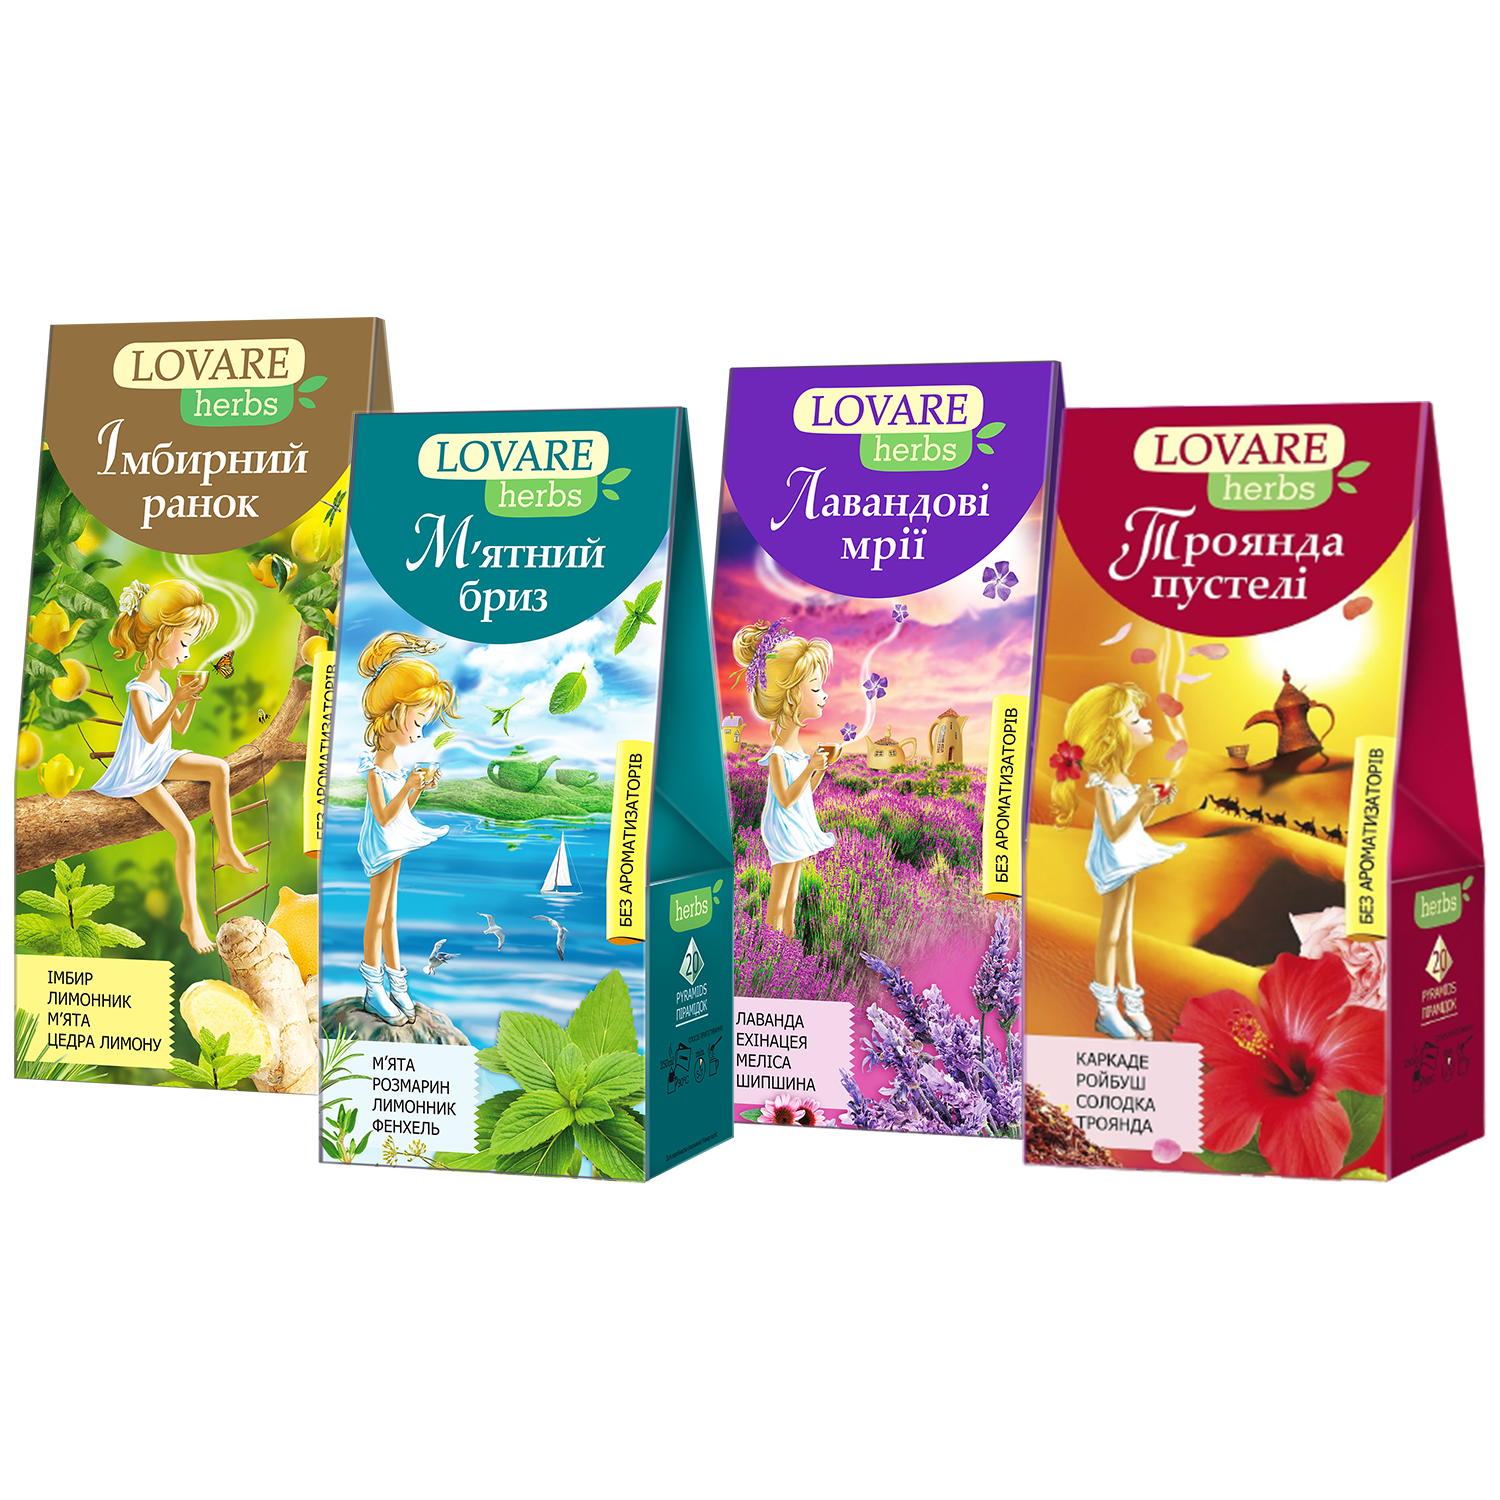 LOVARE
herbs
Імбирний
ранок
БЕЗ АРОМАТИЗАТОРІВ
ІМБИР
ЛИМОННИК
М'ЯТА
ЦЕДРА ЛИМОНУ
LOVARE
herbs
М'ятний
бриз
БЕЗ АРОМАТИЗАТОРІВ
М'ЯТА
РОЗМАРИН
ЛИМОННИК
ФЕНХЕЛЬ
herbs
20
PYRAMIDS
ПІРАМІДОК
LOVARE
herbs
Лавандові
мрії
БЕЗ АРОМАТИЗАТОРІВ
ЛАВАНДА
ЕХІНАЦЕЯ
МЕЛІСА
ШИПШИНА
LOVARE
herbs
Троянда
пустелі
БЕЗ АРОМАТИЗАТОРІВ
КАРКАДЕ
РОЙБУШ
СОЛОДКА
ТРОЯНДА
herbs
20
PYRAMIDS
ПІРАМІДОК